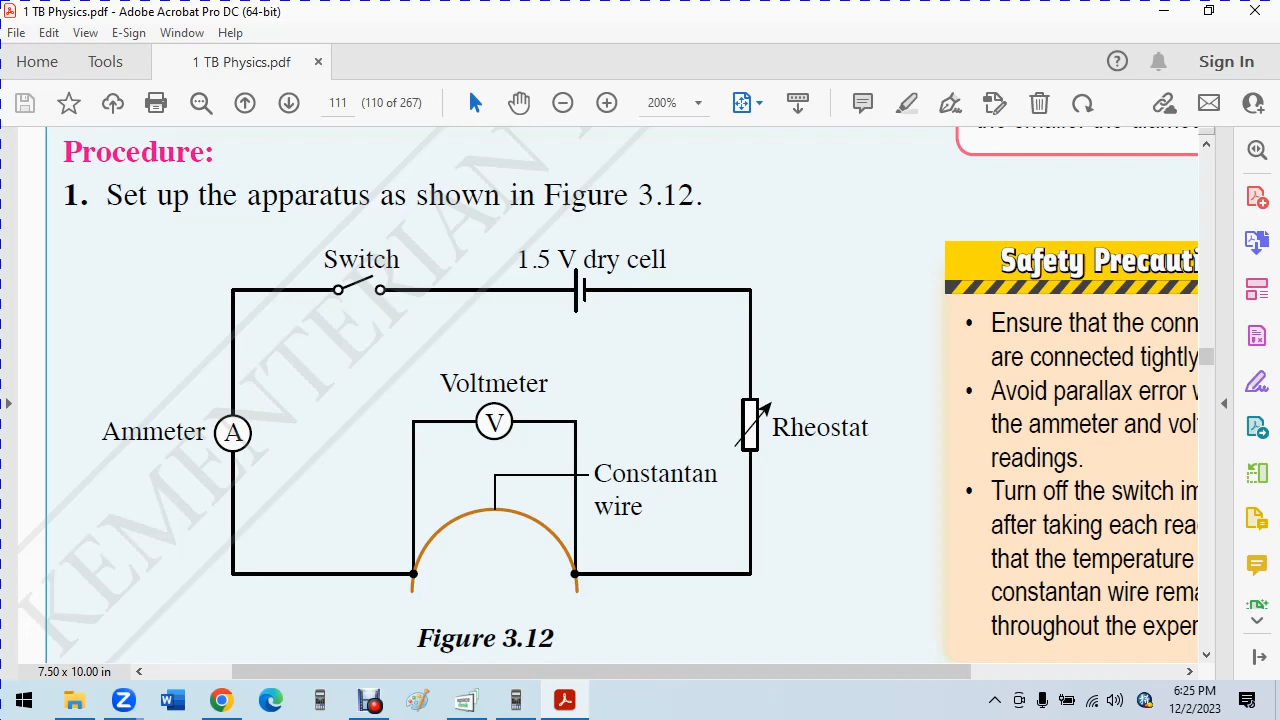 1 TB Physics.pdf - Adobe Acrobat Pro DC (64-bit)
File Edit View E-Sign Window Help
Home Tools 1 TB Physics.pdf × Sign In
111 (110 of 267) 200%
Procedure:
1. Set up the apparatus as shown in Figure 3.12.
Switch 1.5 V dry cell
Voltmeter
V
Ammeter A
Rheostat
Constantan
wire
Figure 3.12
Safety Precauti
• Ensure that the conn
are connected tightly
• Avoid parallax error
the ammeter and vol
readings.
• Turn off the switch im
after taking each rea
that the temperature
constantan wire rema
throughout the exper
KEMENTERIAN
7.50 x 10.00 in
6:25 PM
12/2/2023